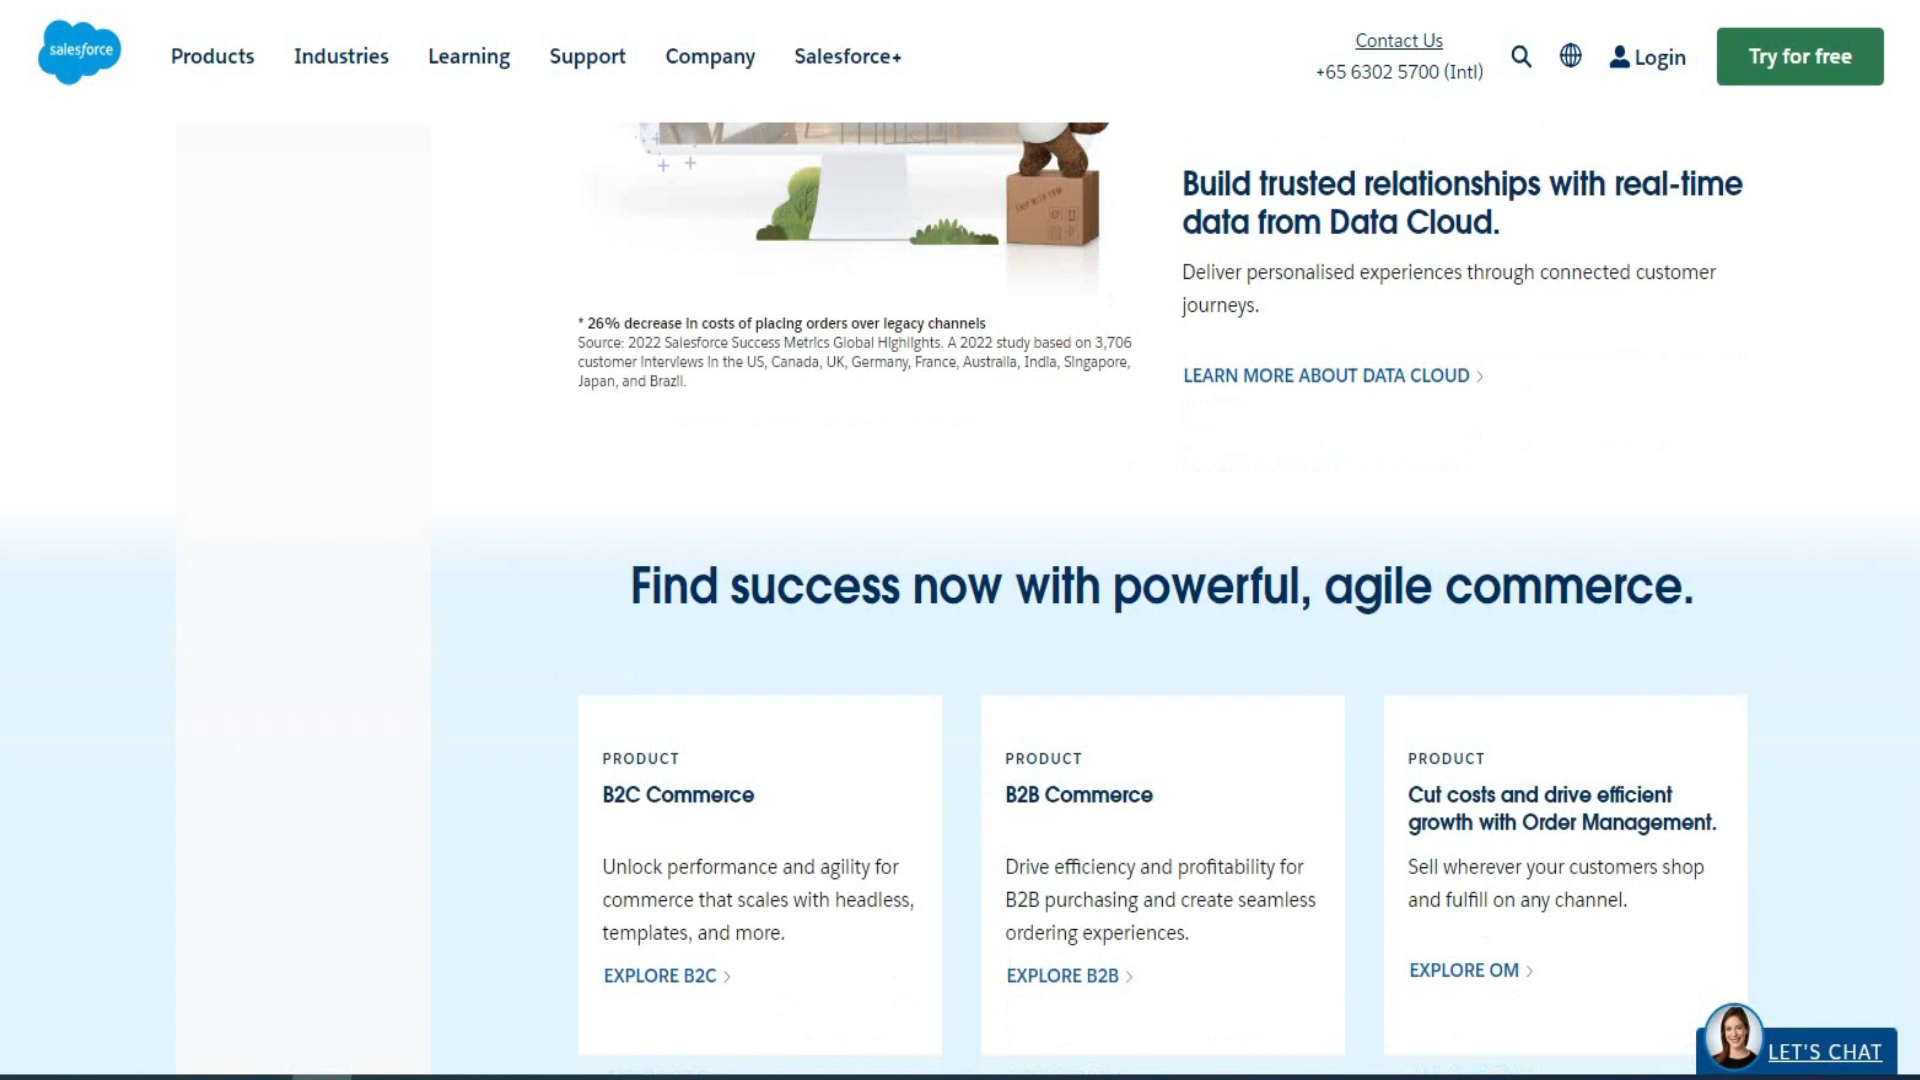 salesforce
Products
Industries
Learning
Support
Company
Salesforce+
Contact Us
+65 6302 5700 (Intl)
Login
Try for free
SHOP WITH CRM
Build trusted relationships with real-time
data from Data Cloud.
Deliver personalised experiences through connected customer
journeys.
LEARN MORE ABOUT DATA CLOUD >
* 26% decrease in costs of placing orders over legacy channels
Source: 2022 Salesforce Success Metrics Global Highlights. A 2022 study based on 3,706
customer interviews in the US, Canada, UK, Germany, France, Australia, India, Singapore,
Japan, and Brazil.
Find success now with powerful, agile commerce.
PRODUCT
B2C Commerce
Unlock performance and agility for
commerce that scales with headless,
templates, and more.
EXPLORE B2C >
PRODUCT
B2B Commerce
Drive efficiency and profitability for
B2B purchasing and create seamless
ordering experiences.
EXPLORE B2B >
PRODUCT
Cut costs and drive efficient
growth with Order Management.
Sell wherever your customers shop
and fulfill on any channel.
EXPLORE OM >
LET'S CHAT